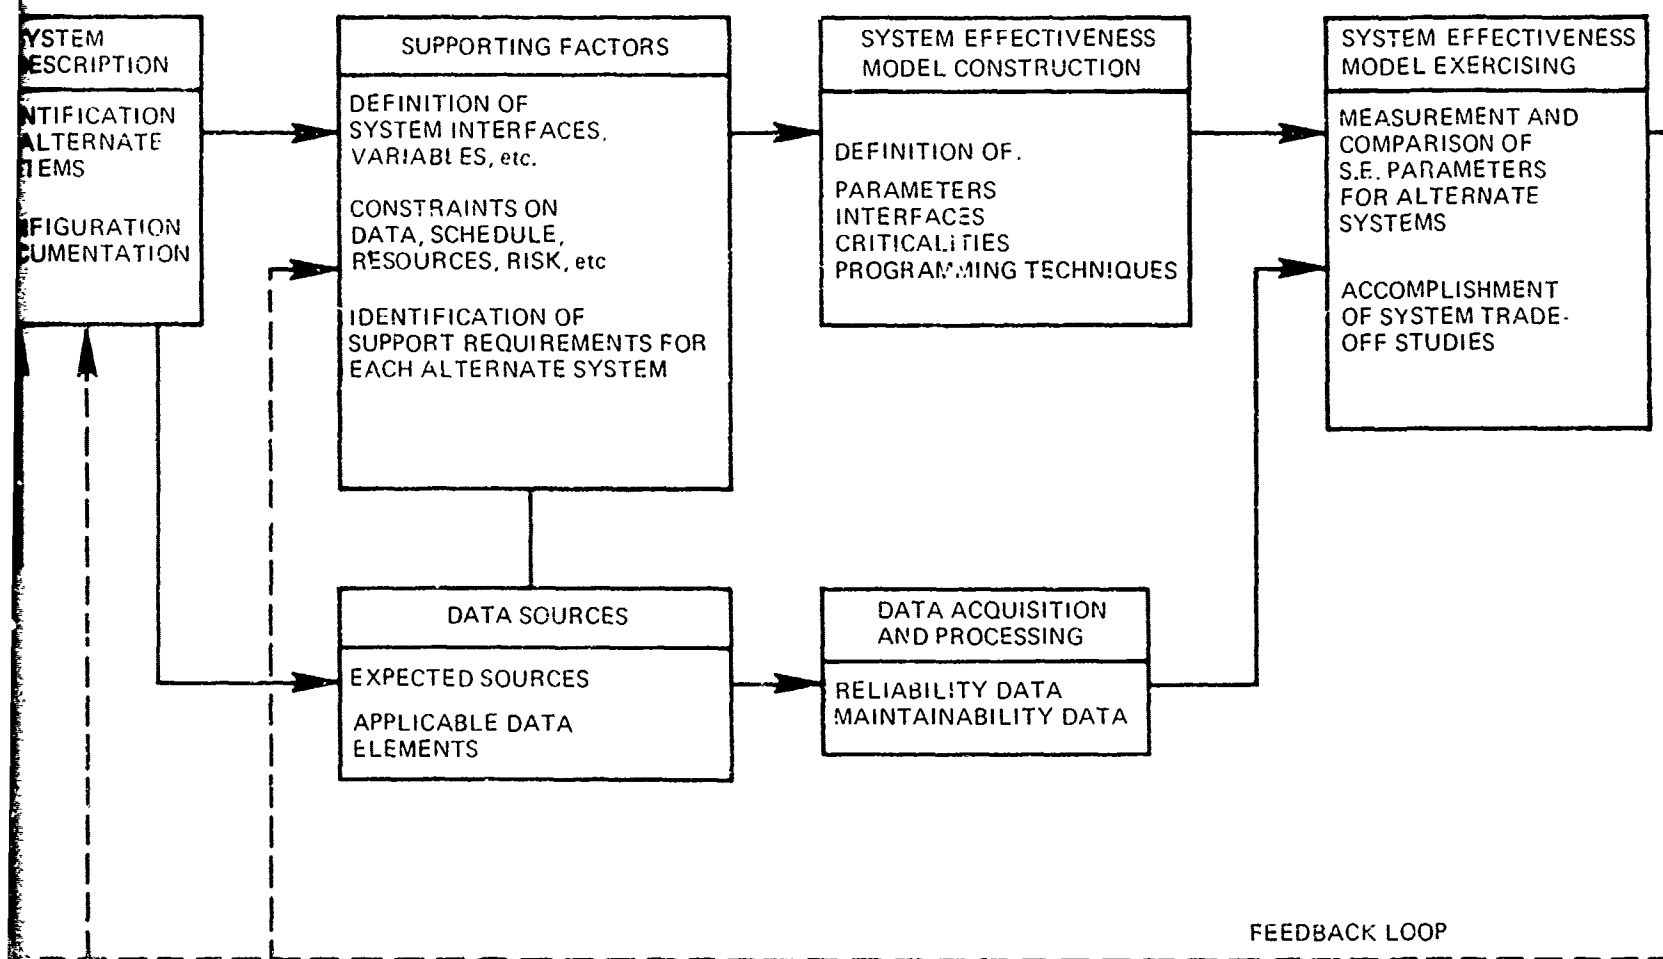 YSTEM
ESCRIPTION
NTIFICATION
ALTERNATE
TEMS
FIGURATION
CUMENTATION
SUPPORTING FACTORS
DEFINITION OF
SYSTEM INTERFACES,
VARIABLES, etc.
CONSTRAINTS ON
DATA, SCHEDULE,
RESOURCES, RISK, etc
IDENTIFICATION OF
SUPPORT REQUIREMENTS FOR
EACH ALTERNATE SYSTEM
SYSTEM EFFECTIVENESS
MODEL CONSTRUCTION
DEFINITION OF.
PARAMETERS
INTERFACES
CRITICALITIES
PROGRAMMING TECHNIQUES
SYSTEM EFFECTIVENESS
MODEL EXERCISING
MEASUREMENT AND
COMPARISON OF
S.E. PARAMETERS
FOR ALTERNATE
SYSTEMS
ACCOMPLISHMENT
OF SYSTEM TRADE-
OFF STUDIES
DATA SOURCES
EXPECTED SOURCES
APPLICABLE DATA
ELEMENTS
DATA ACQUISITION
AND PROCESSING
RELIABILITY DATA
MAINTAINABILITY DATA
FEEDBACK LOOP